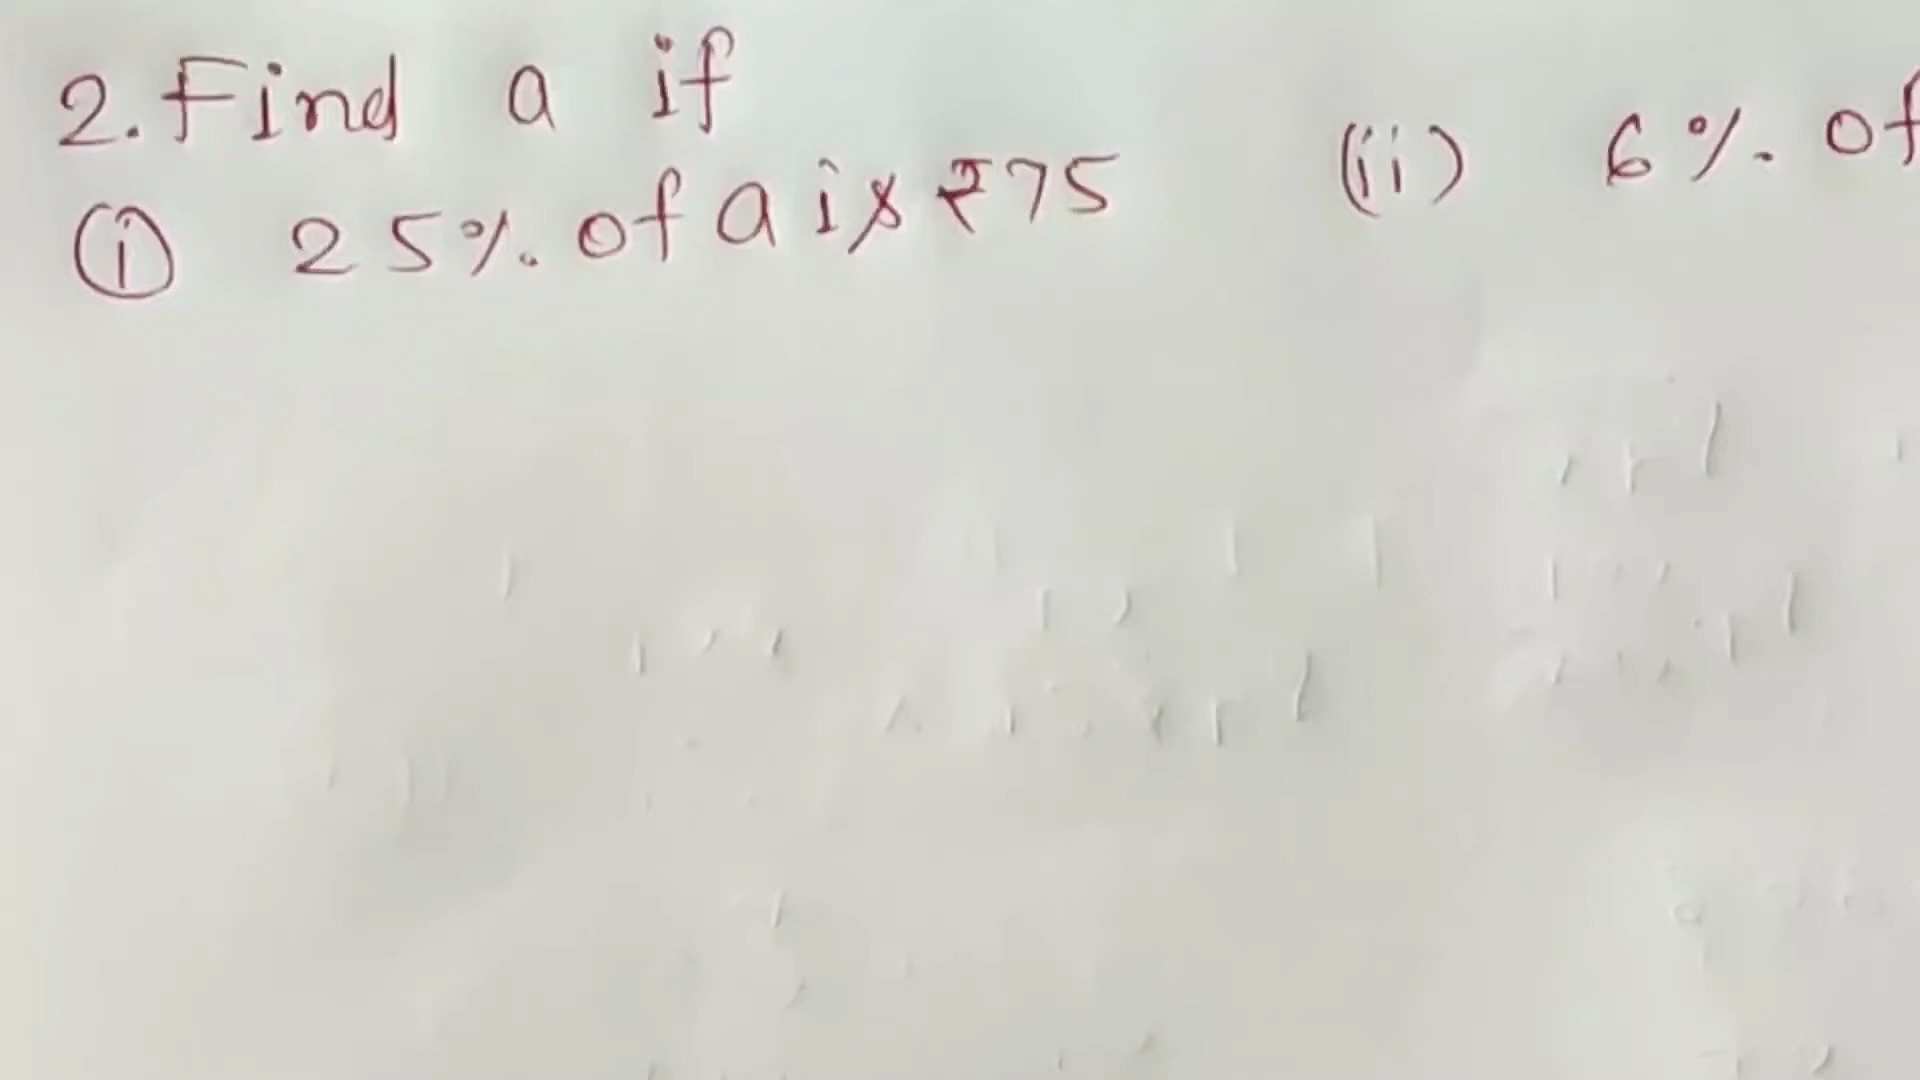 2. Find a if
(i) 25% of a is ₹75
(ii) 6% of